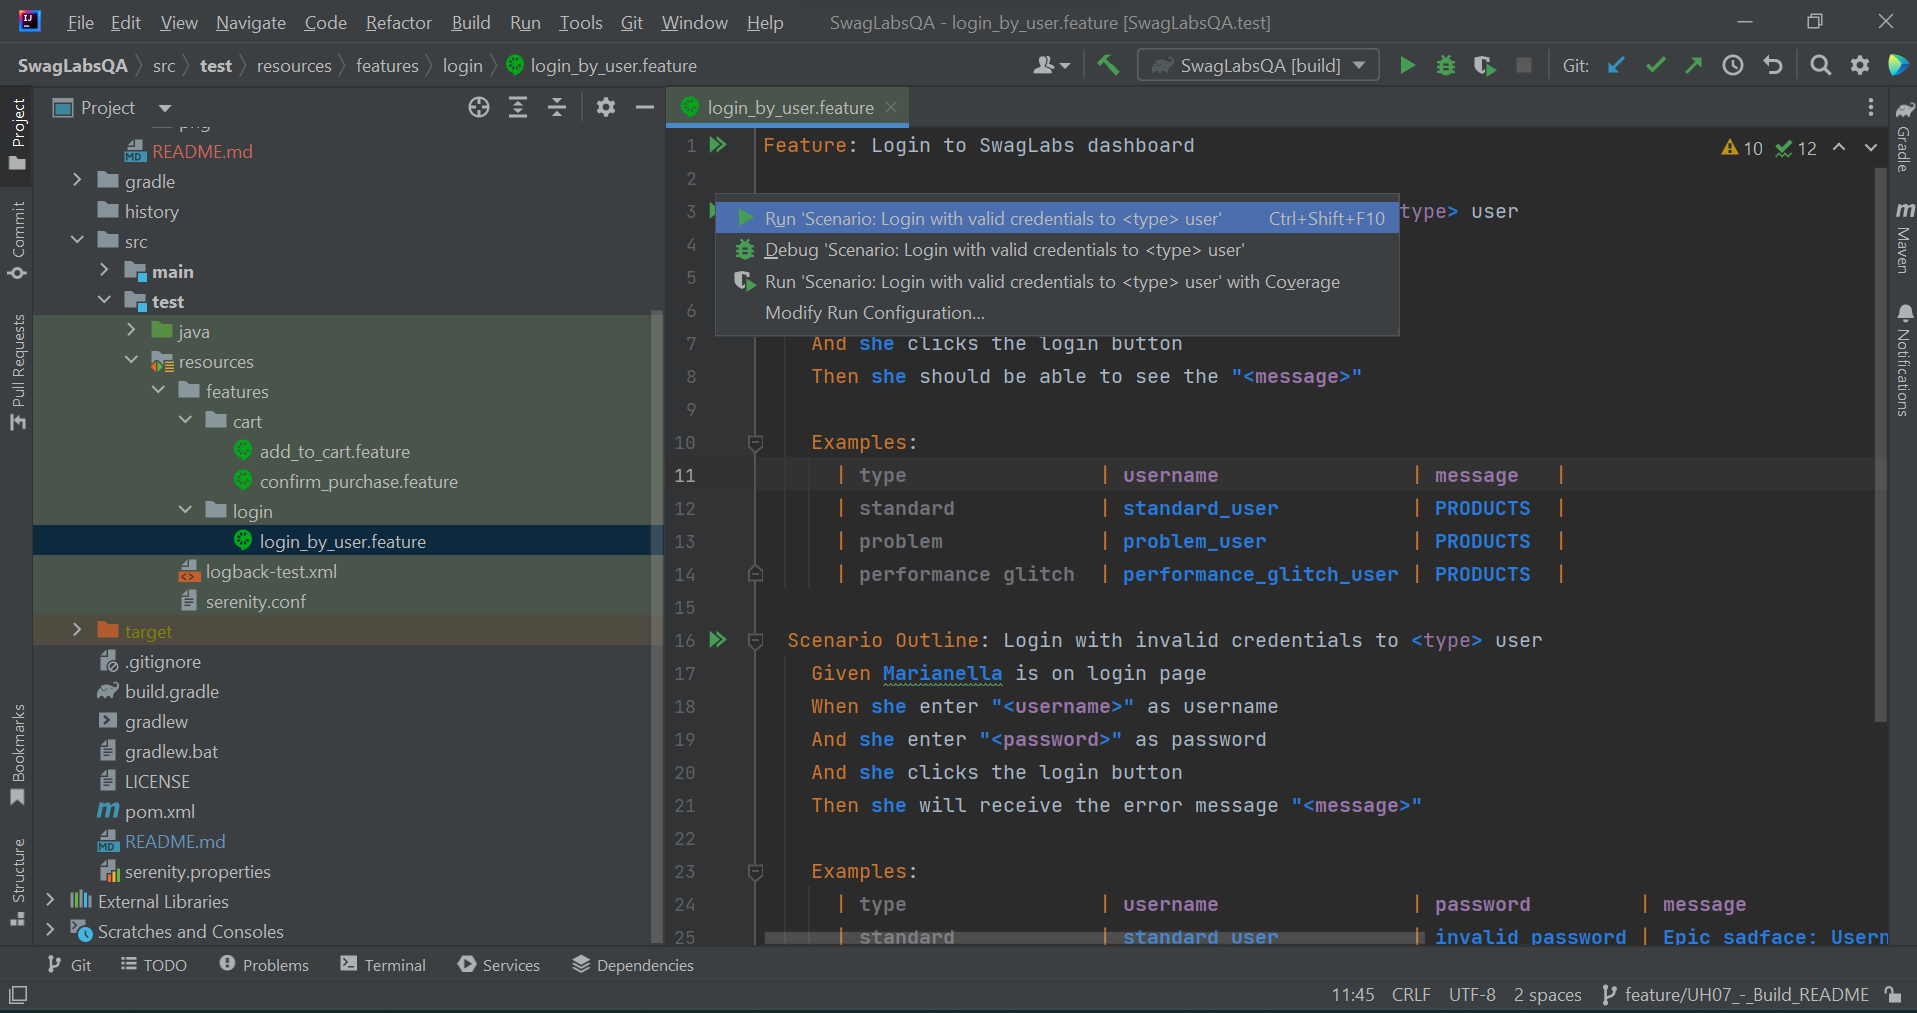 File Edit View Navigate Code Refactor Build Run Tools Git Window Help SwagLabsQA - login_by_user.feature [SwagLabsQA.test]
SwagLabsQA src test resources features login login_by_user.feature SwagLabsQA [build] Git:
Project
Commit
Pull Requests
Bookmarks
Structure
Project
png
README.md
gradle
history
src
main
test
java
resources
features
cart
add_to_cart.feature
confirm_purchase.feature
login
login_by_user.feature
logback-test.xml
serenity.conf
target
.gitignore
build.gradle
gradlew
gradlew.bat
LICENSE
pom.xml
README.md
serenity.properties
External Libraries
Scratches and Consoles
login_by_user.feature
10 12
1 Feature: Login to SwagLabs dashboard
2
3 type> user
Run 'Scenario: Login with valid credentials to <type> user' Ctrl+Shift+F10
4
Debug 'Scenario: Login with valid credentials to <type> user'
5
Run 'Scenario: Login with valid credentials to <type> user' with Coverage
6
Modify Run Configuration...
7 And she clicks the login button
8 Then she should be able to see the "<message>"
9
10 Examples:
11 | type | username | message |
12 | standard | standard_user | PRODUCTS |
13 | problem | problem_user | PRODUCTS |
14 | performance glitch | performance_glitch_user | PRODUCTS |
15
16 Scenario Outline: Login with invalid credentials to <type> user
17 Given Marianella is on login page
18 When she enter "<username>" as username
19 And she enter "<password>" as password
20 And she clicks the login button
21 Then she will receive the error message "<message>"
22
23 Examples:
24 | type | username | password | message
25 | standard | standard_user | invalid_password | Epic sadface: Usern
Gradle
m
Maven
Notifications
Git TODO Problems Terminal Services Dependencies
11:45 CRLF UTF-8 2 spaces feature/UH07_-_Build_README